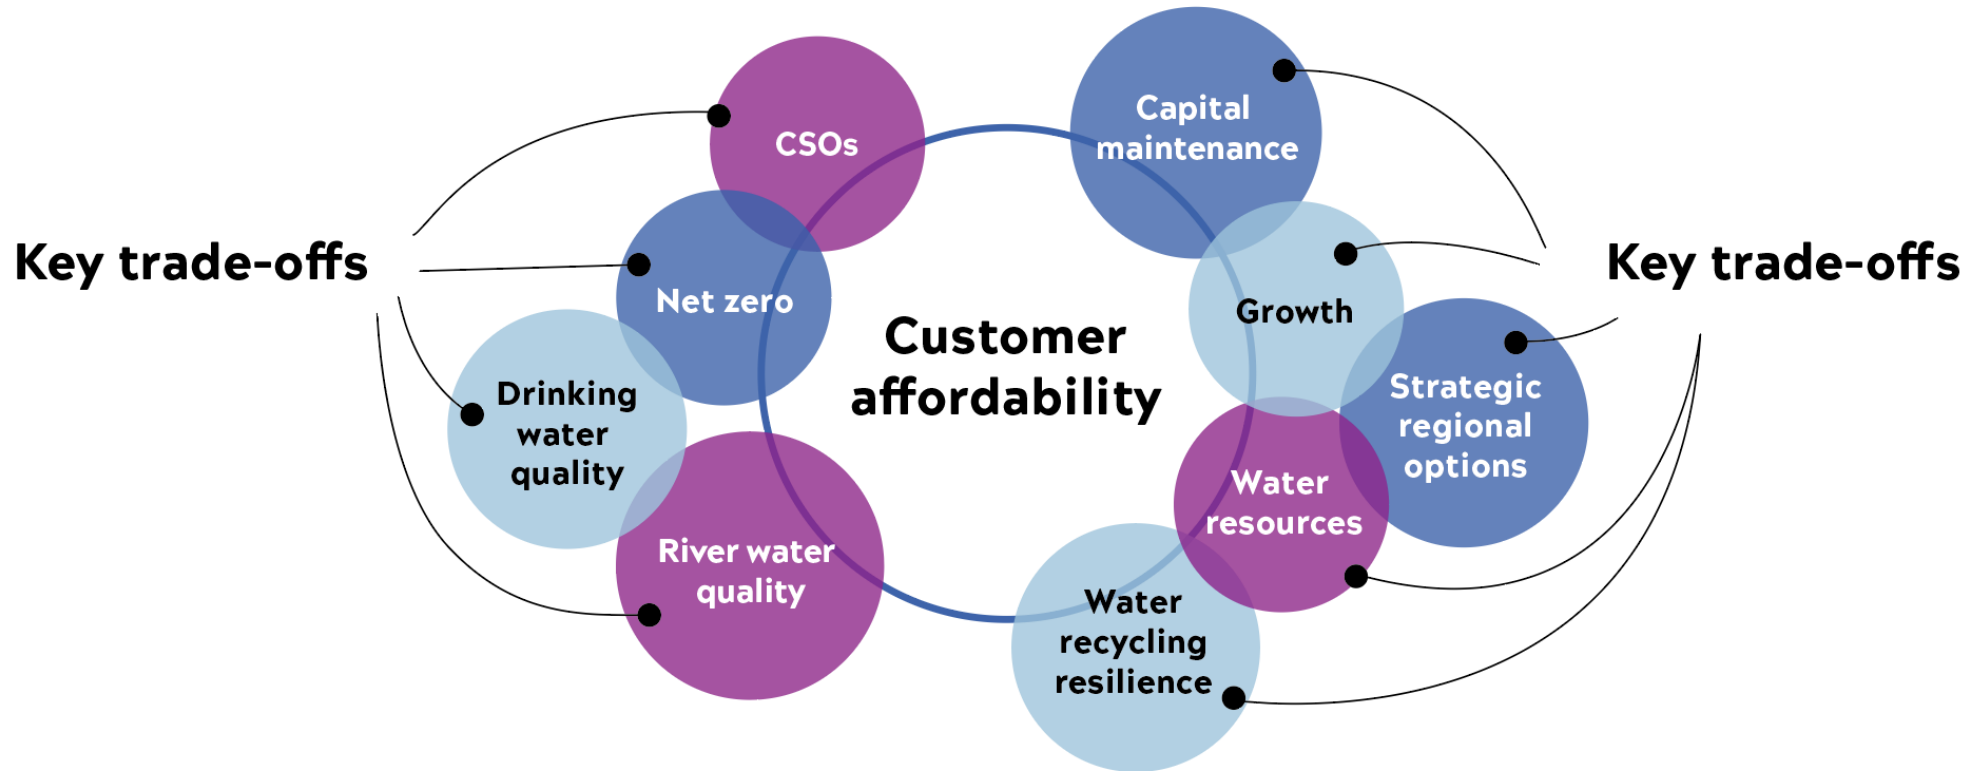 Key trade-offs
CSOs
Net zero
Drinking
water
quality
River water
quality
Customer
affordability
Capital
maintenance
Growth
Strategic
regional
options
Water
resources
Water
recycling
resilience
Key trade-offs